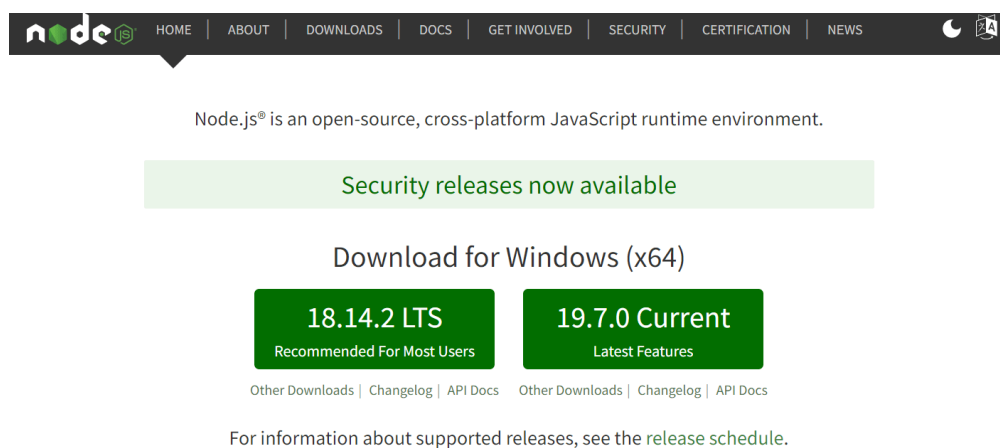 node JS HOME | ABOUT | DOWNLOADS | DOCS | GET INVOLVED | SECURITY | CERTIFICATION | NEWS
Node.js® is an open-source, cross-platform JavaScript runtime environment.
Security releases now available
Download for Windows (x64)
18.14.2 LTS 19.7.0 Current
Recommended For Most Users Latest Features
Other Downloads | Changelog | API Docs Other Downloads | Changelog | API Docs
For information about supported releases, see the release schedule.